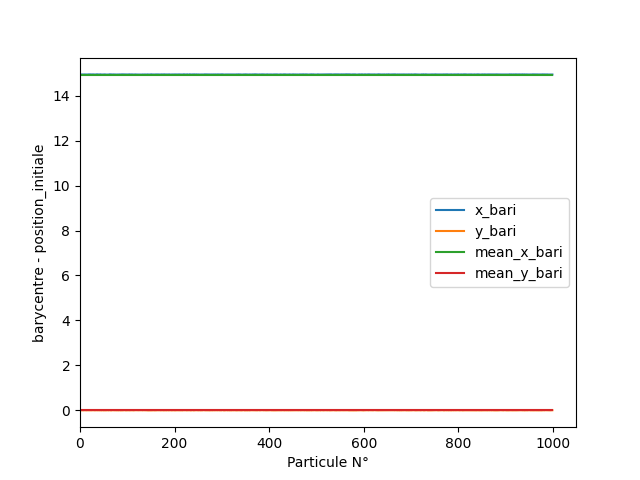 14
12
10
8
6
4
2
0
barycentre - position_initiale
x_bari
y_bari
mean_x_bari
mean_y_bari
0 200 400 600 800 1000
Particule N°